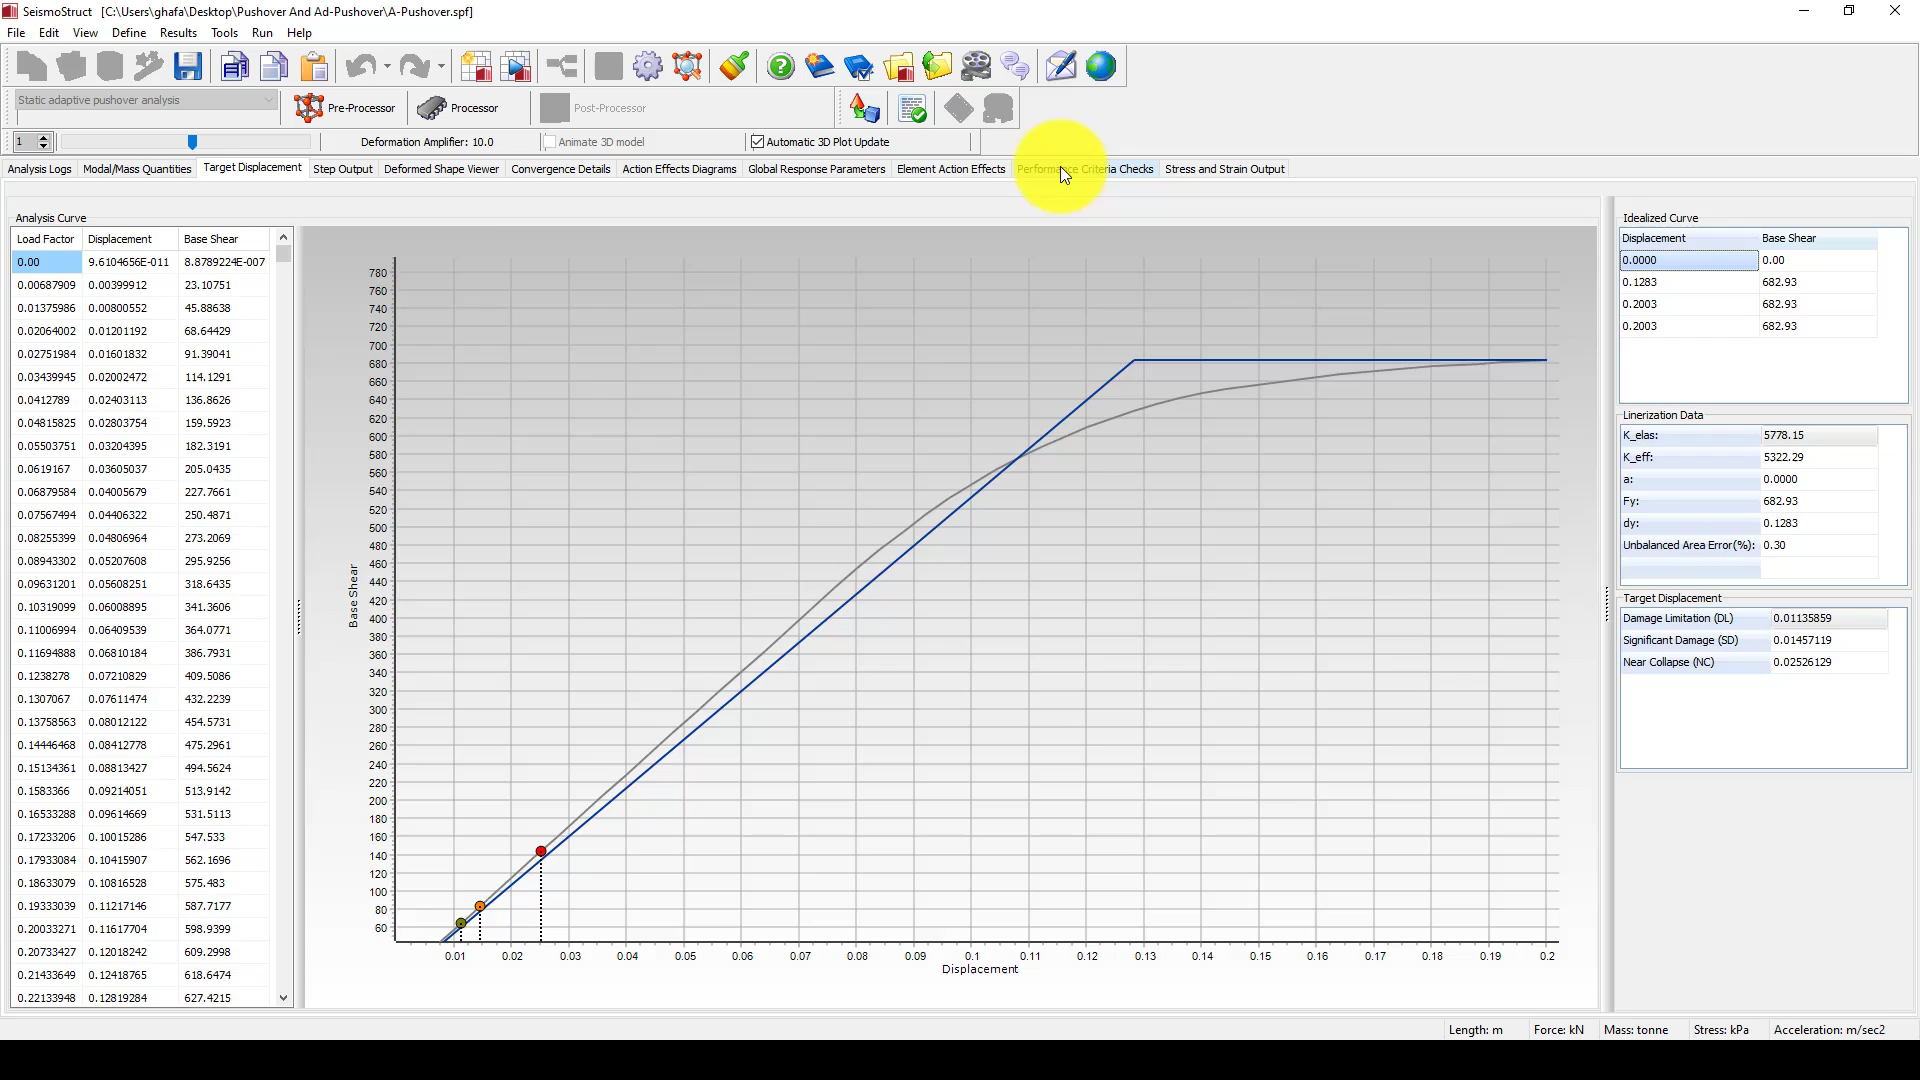 SeismoStruct [C:\Users\ghafa\Desktop\Pushover And Ad-Pushover\A-Pushover.spf]
File Edit View Define Results Tools Run Help
Static adaptive pushover analysis Pre-Processor Processor Post-Processor
1 Deformation Amplifier: 10.0 Animate 3D model Automatic 3D Plot Update
Analysis Logs Modal/Mass Quantities Target Displacement Step Output Deformed Shape Viewer Convergence Details Action Effects Diagrams Global Response Parameters Element Action Effects Performance Criteria Checks Stress and Strain Output
Analysis Curve
Load Factor Displacement Base Shear
0.00 9.6104656E-011 8.8789224E-007
0.00687909 0.00399912 23.10751
0.01375986 0.00800552 45.88638
0.02064002 0.01201192 68.64429
0.02751984 0.01601832 91.39041
0.03439945 0.02002472 114.1291
0.0412789 0.02403113 136.8626
0.04815825 0.02803754 159.5923
0.05503751 0.03204395 182.3191
0.0619167 0.03605037 205.0435
0.06879584 0.04005679 227.7661
0.07567494 0.04406322 250.4871
0.08255399 0.04806964 273.2069
0.08943302 0.05207608 295.9256
0.09631201 0.05608251 318.6435
0.10319099 0.06008895 341.3606
0.11006994 0.06409539 364.0771
0.11694888 0.06810184 386.7931
0.1238278 0.07210829 409.5086
0.1307067 0.07611474 432.2239
0.13758563 0.08012122 454.5731
0.14446468 0.08412778 475.2961
0.15134361 0.08813427 494.5624
0.1583366 0.09214051 513.9142
0.16533288 0.09614669 531.5113
0.17233206 0.10015286 547.533
0.17933084 0.10415907 562.1696
0.18633079 0.10816528 575.483
0.19333039 0.11217146 587.7177
0.20033271 0.11617704 598.9399
0.20733427 0.12018242 609.2998
0.21433649 0.12418765 618.6474
0.22133948 0.12819284 627.4215
Base Shear
780
760
740
720
700
680
660
640
620
600
580
560
540
520
500
480
460
440
420
400
380
360
340
320
300
280
260
240
220
200
180
160
140
120
100
80
60
0.01 0.02 0.03 0.04 0.05 0.06 0.07 0.08 0.09 0.1 0.11 0.12 0.13 0.14 0.15 0.16 0.17 0.18 0.19 0.2
Displacement
Idealized Curve
Displacement Base Shear
0.0000 0.00
0.1283 682.93
0.2003 682.93
0.2003 682.93
Linerization Data
K_elas: 5778.15
K_eff: 5322.29
a: 0.0000
Fy: 682.93
dy: 0.1283
Unbalanced Area Error(%): 0.30
Target Displacement
Damage Limitation (DL) 0.01135859
Significant Damage (SD) 0.01457119
Near Collapse (NC) 0.02526129
Length: m Force: kN Mass: tonne Stress: kPa Acceleration: m/sec2